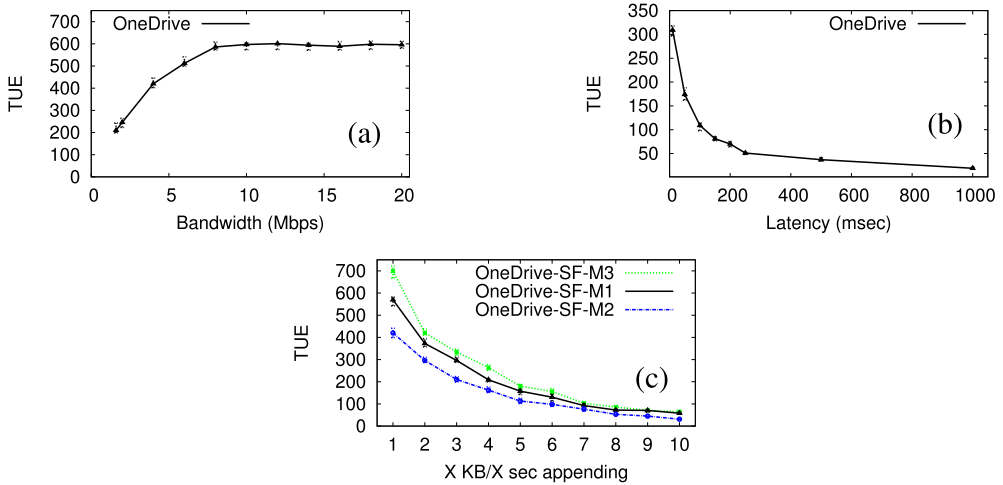 OneDrive
TUE
700
600
500
400
300
200
100
0
0 5 10 15 20
Bandwidth (Mbps)
(a)
OneDrive
TUE
350
300
250
200
150
100
50
0 200 400 600 800 1000
Latency (msec)
(b)
OneDrive-SF-M3
OneDrive-SF-M1
OneDrive-SF-M2
TUE
700
600
500
400
300
200
100
0
1 2 3 4 5 6 7 8 9 10
X KB/X sec appending
(c)